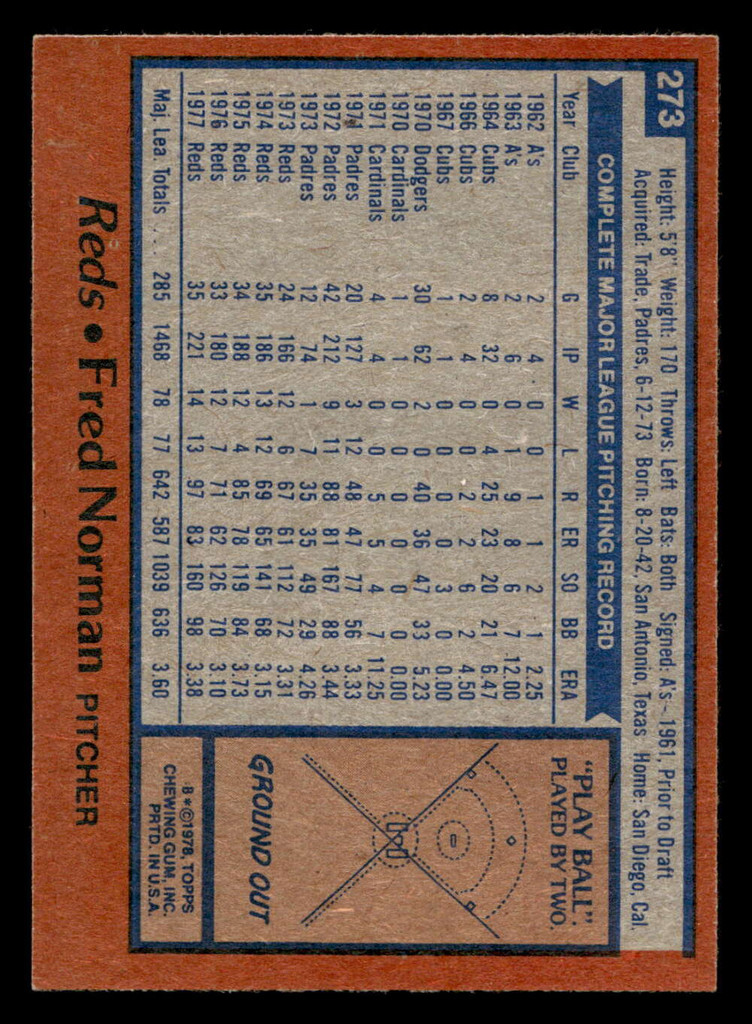 273
Height: 5'8" Weight: 170 Throws: Left Bats: Both Signed: A's-1961, Prior to Draft
Acquired: Trade, Padres, 6-12-73 Born: 8-20-42, San Antonio, Texas Home: San Diego, Cal.
COMPLETE MAJOR LEAGUE PITCHING RECORD
Year Club G IP W L R ER SO BB ERA
1962 A's 2 4 0 0 1 1 2 1 2.25
1963 A's 2 6 0 1 9 8 6 7 12.00
1964 Cubs 8 32 0 4 25 23 20 21 6.47
1966 Cubs 2 4 0 0 2 2 6 2 4.50
1967 Cubs 1 1 0 0 0 0 3 0 0.00
1970 Dodgers 30 62 2 0 40 36 47 33 5.23
1970 Cardinals 1 1 0 0 0 0 0 0 0.00
1971 Cardinals 4 4 0 0 5 5 4 7 11.25
1971 Padres 20 127 3 12 48 47 77 56 3.33
1972 Padres 42 212 9 11 88 81 167 88 3.44
1973 Padres 12 74 1 7 35 35 49 29 4.26
1973 Reds 24 166 12 6 67 61 112 72 3.31
1974 Reds 35 186 13 12 69 65 141 68 3.15
1975 Reds 34 188 12 4 85 78 119 84 3.73
1976 Reds 33 180 12 7 71 62 126 70 3.10
1977 Reds 35 221 14 13 97 83 160 98 3.38
Maj. Lea. Totals ... 285 1468 78 77 642 587 1039 636 3.60
"PLAY BALL"
PLAYED BY TWO.
GROUND OUT
B*©1978, TOPPS
CHEWING GUM, INC.
PRTD. IN U.S.A.
Reds • Fred Norman PITCHER